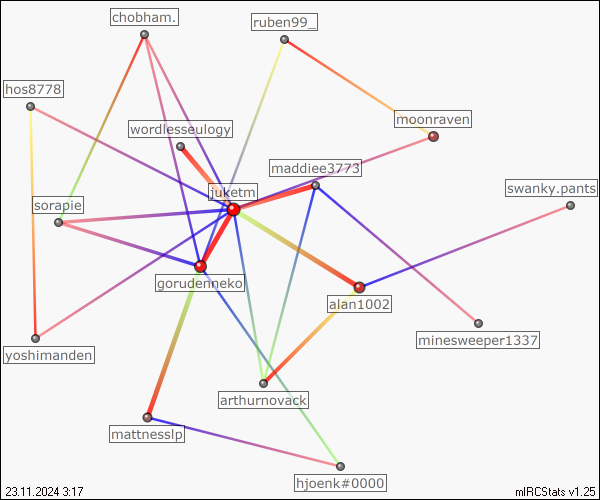 chobham.
ruben99_
hos8778
moonraven
wordlesseulogy
maddiee3773
swanky.pants
juketm
sorapie
gorudenneko
alan1002
minesweeper1337
yoshimanden
arthurnovack
mattnesslp
hjoenk#0000
23.11.2024 3:17
mIRCStats v1.25